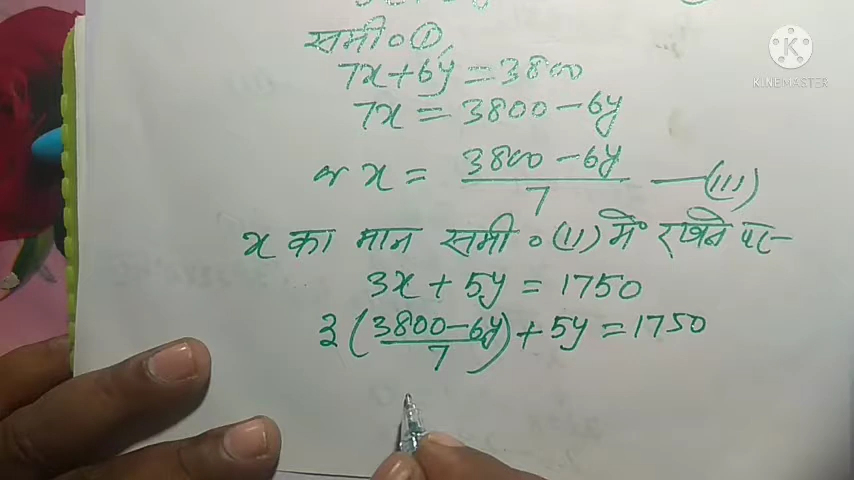 समी० (I)
7x + 6y = 3800
7x = 3800 - 6y
or x = (3800 - 6y)/7 —(III)
x का मान समी० (II) में रखने पर-
3x + 5y = 1750
3((3800 - 6y)/7) + 5y = 1750
K
KINEMASTER